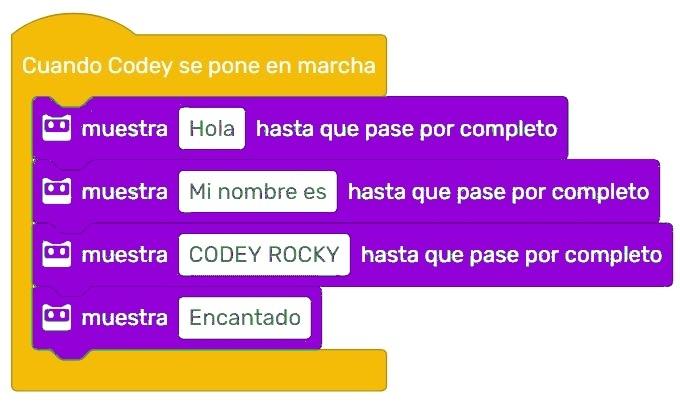 Cuando Codey se pone en marcha
muestra Hola hasta que pase por completo
muestra Mi nombre es hasta que pase por completo
muestra CODEY ROCKY hasta que pase por completo
muestra Encantado